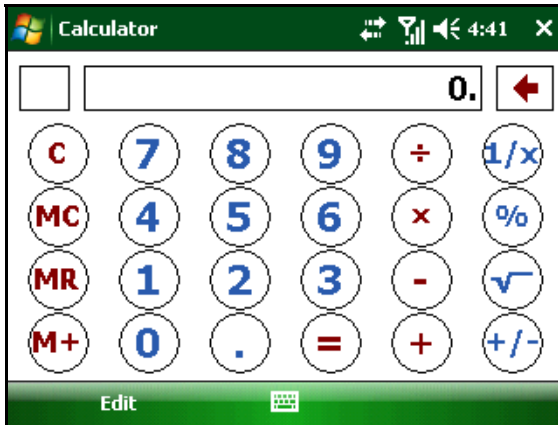 Calculator 4:41 ×
0.
C 7 8 9 ÷ 1/x
MC 4 5 6 × %
MR 1 2 3 - √
M+ 0 . = + +/-
Edit